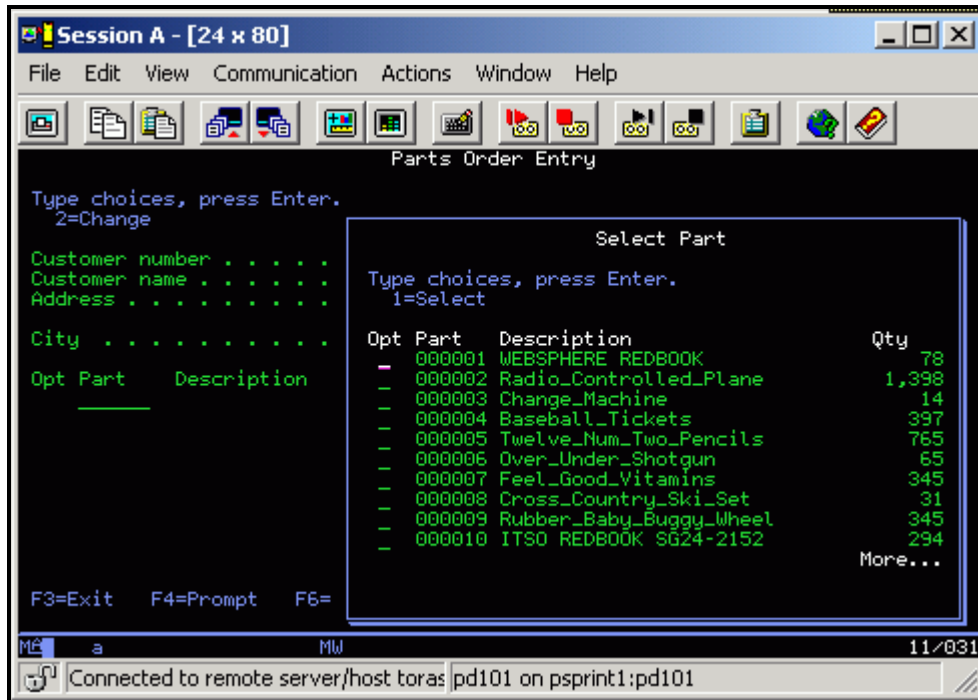 Session A - [24 x 80]
File Edit View Communication Actions Window Help
Parts Order Entry
Type choices, press Enter.
2=Change
Customer number . . . . .
Customer name . . . . . .
Address . . . . . . . . .
City . . . . . . . . . .
Opt Part Description
Select Part
Type choices, press Enter.
1=Select
Opt Part Description Qty
_ 000001 WEBSPHERE REDBOOK 78
_ 000002 Radio_Controlled_Plane 1,398
_ 000003 Change_Machine 14
_ 000004 Baseball_Tickets 397
_ 000005 Twelve_Num_Two_Pencils 765
_ 000006 Over_Under_Shotgun 65
_ 000007 Feel_Good_Vitamins 345
_ 000008 Cross_Country_Ski_Set 31
_ 000009 Rubber_Baby_Buggy_Wheel 345
_ 000010 ITSO REDBOOK SG24-2152 294
More...
F3=Exit F4=Prompt F6=
MA a MW 11/031
Connected to remote server/host toras pd101 on psprint1:pd101